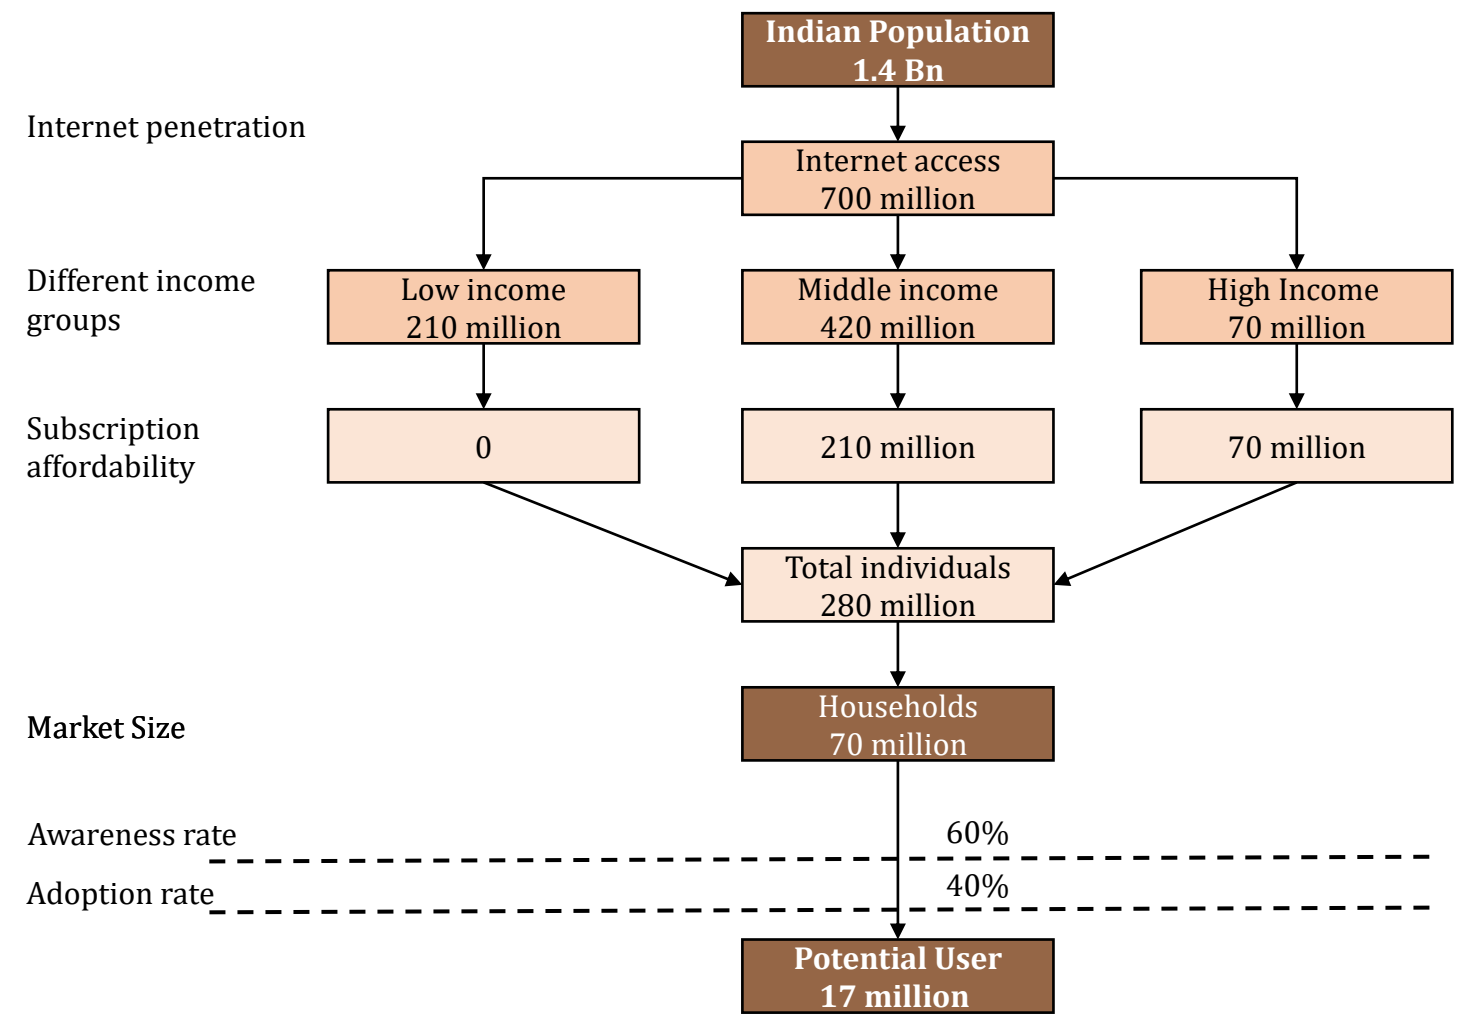 Indian Population
1.4 Bn
Internet penetration
Internet access
700 million
Different income
groups
Low income
210 million
Middle income
420 million
High Income
70 million
Subscription
affordability
0
210 million
70 million
Total individuals
280 million
Market Size
Households
70 million
Awareness rate
60%
Adoption rate
40%
Potential User
17 million